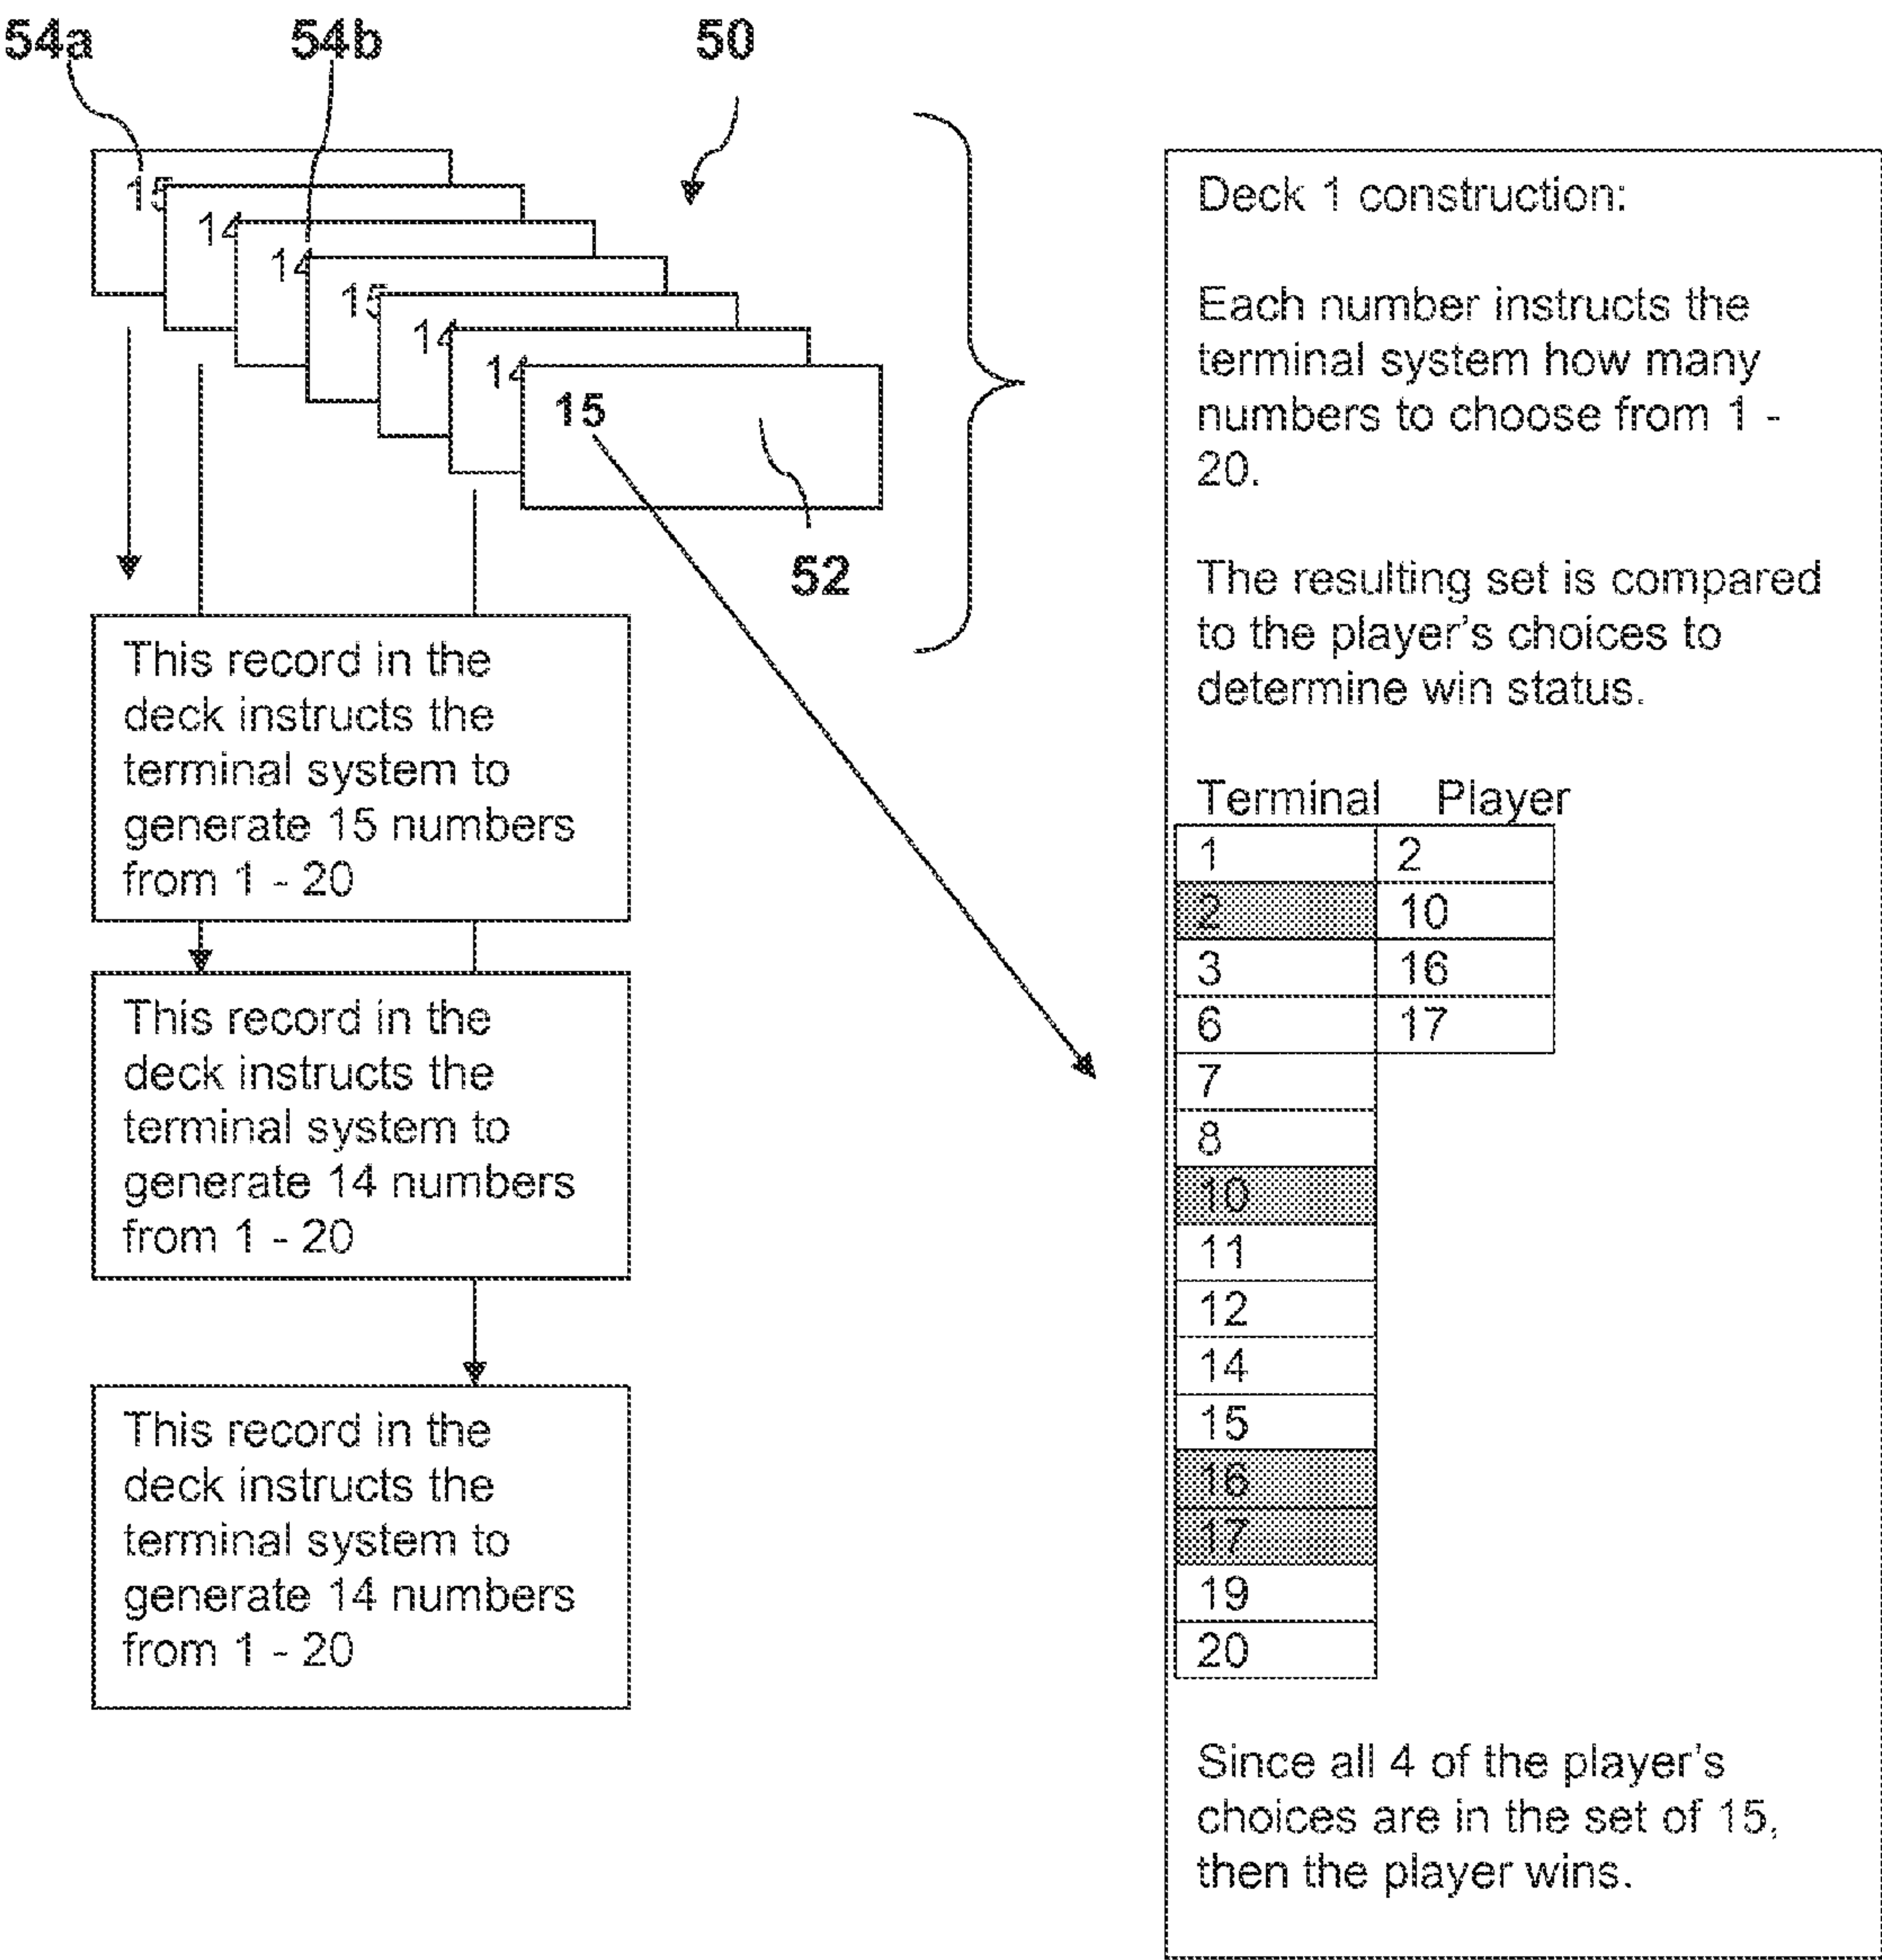 54a 54b 50
15
14
14
15
14
14
15
52
This record in the
deck instructs the
terminal system to
generate 15 numbers
from 1 - 20
This record in the
deck instructs the
terminal system to
generate 14 numbers
from 1 - 20
This record in the
deck instructs the
terminal system to
generate 14 numbers
from 1 - 20
Deck 1 construction:
Each number instructs the
terminal system how many
numbers to choose from 1 -
20.
The resulting set is compared
to the player's choices to
determine win status.
Terminal Player
1 2
2 10
3 16
6 17
7
8
10
11
12
14
15
16
17
19
20
Since all 4 of the player's
choices are in the set of 15,
then the player wins.